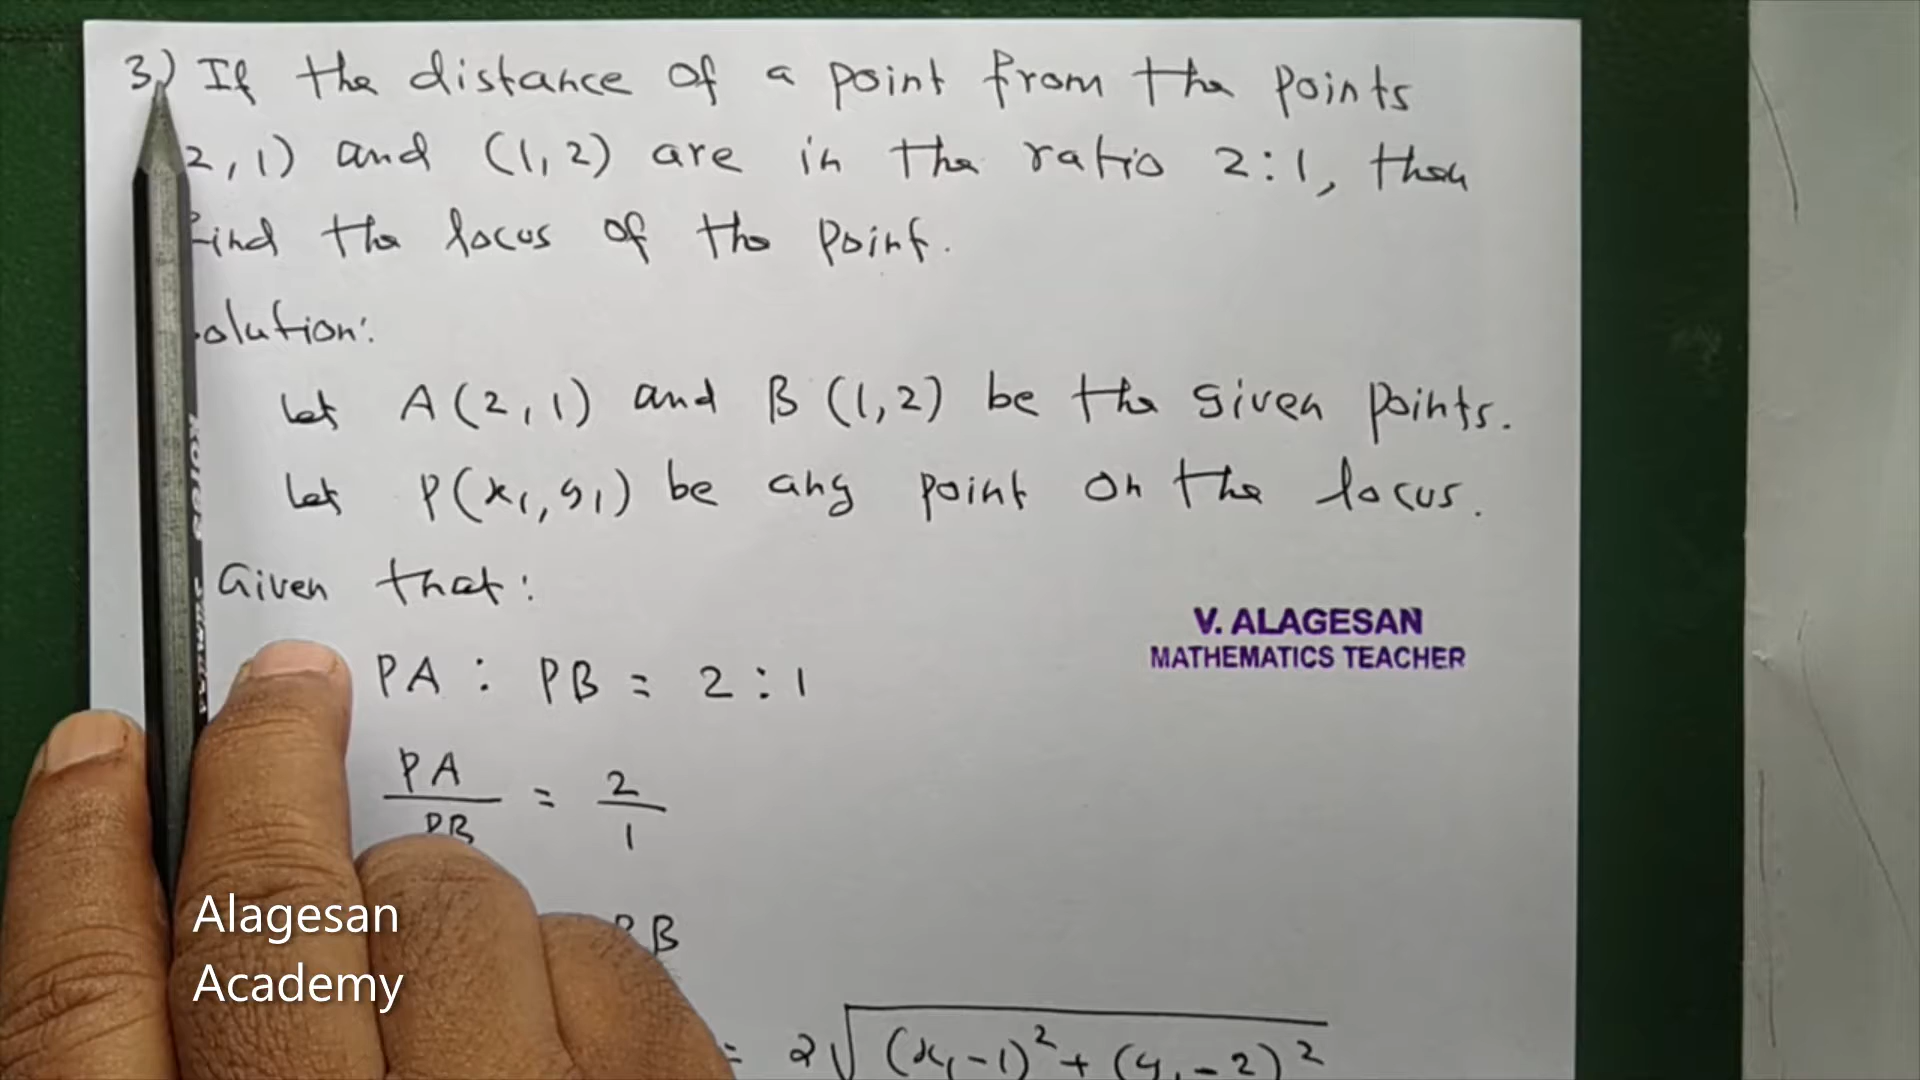 3) If the distance of a point from the points
2, 1) and (1, 2) are in the ratio 2 : 1, then
find the locus of the point.
olution:
Let A(2, 1) and B (1, 2) be the given points.
Let P(x₁, y₁) be any point on the locus.
Given that:
V. ALAGESAN
MATHEMATICS TEACHER
PA : PB = 2 : 1
PA
PB = 2
1
PB
= 2√(x₁-1)² + (y₁-2)²
Alagesan
Academy